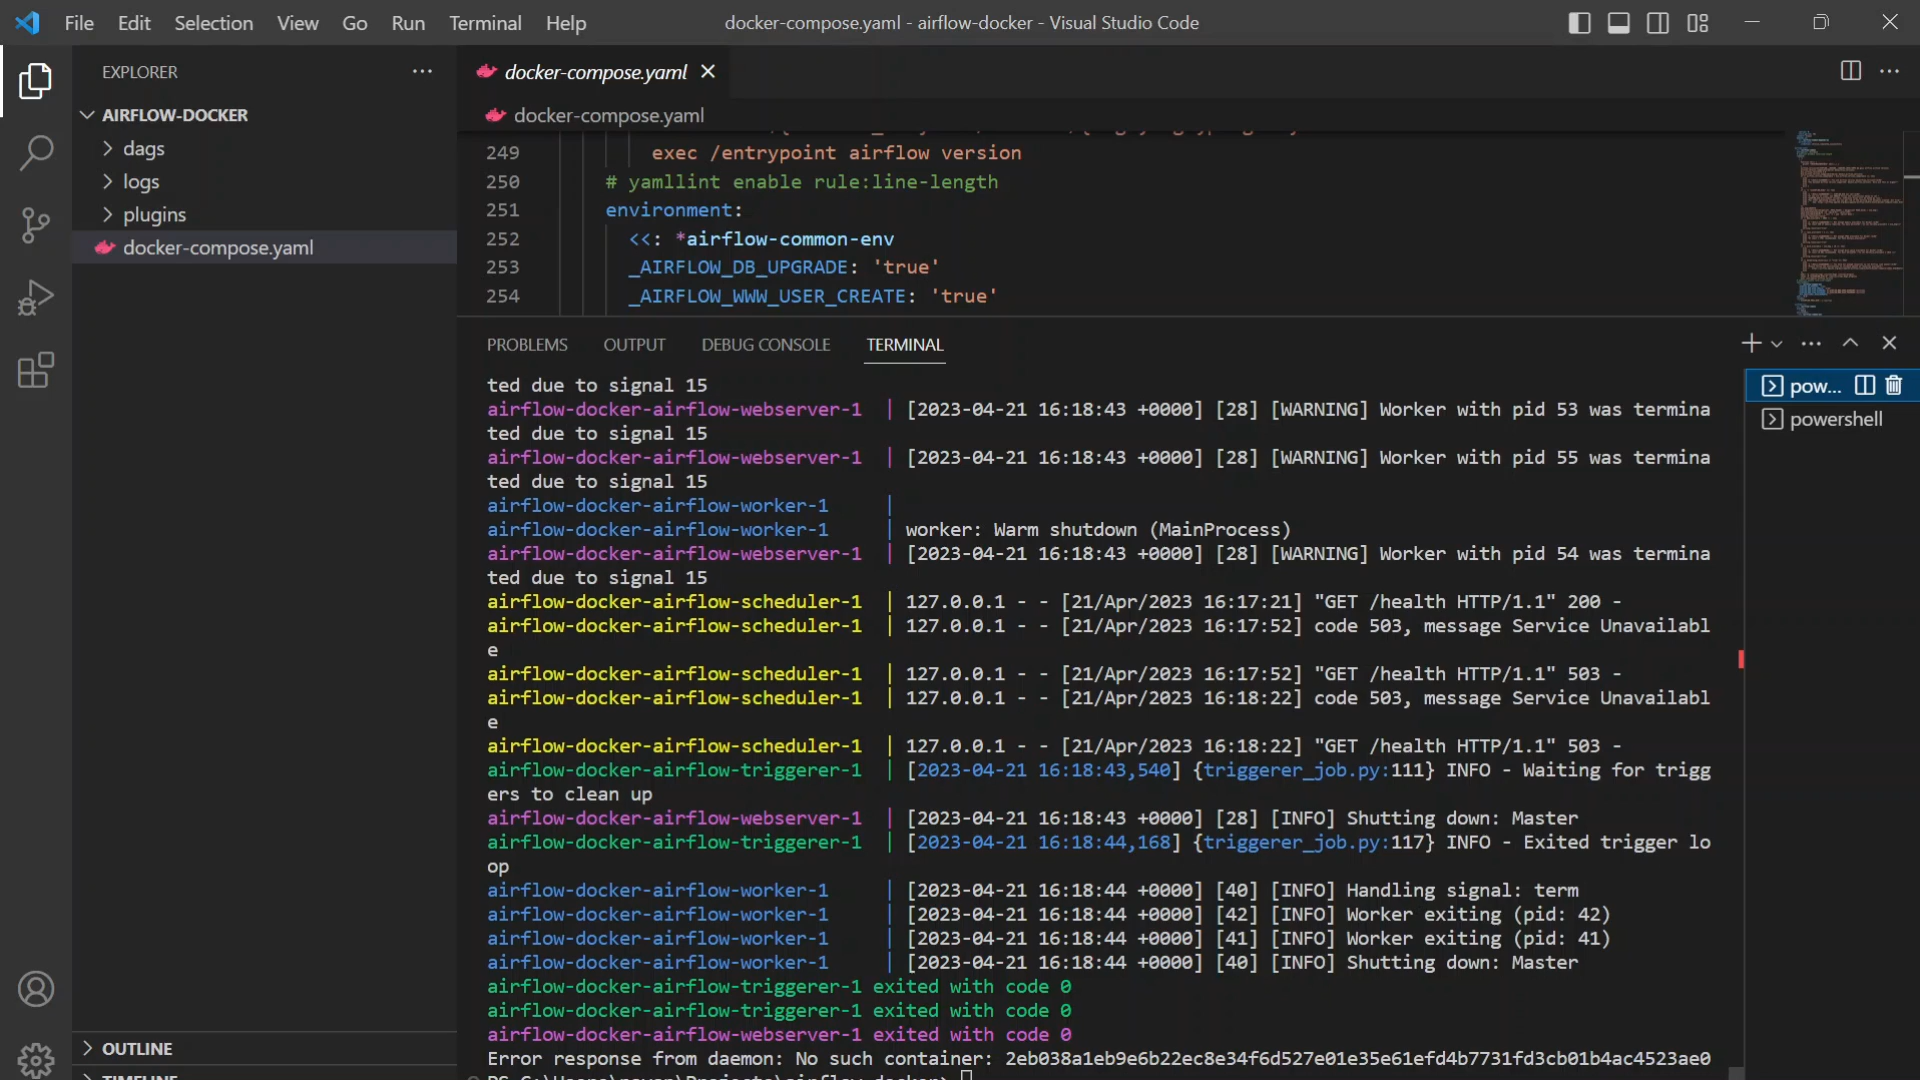 File Edit Selection View Go Run Terminal Help
docker-compose.yaml - airflow-docker - Visual Studio Code
EXPLORER
AIRFLOW-DOCKER
dags
logs
plugins
docker-compose.yaml
OUTLINE
TIMELINE
docker-compose.yaml
docker-compose.yaml
249 exec /entrypoint airflow version
250 # yamllint enable rule:line-length
251 environment:
252 <<: *airflow-common-env
253 _AIRFLOW_DB_UPGRADE: 'true'
254 _AIRFLOW_WWW_USER_CREATE: 'true'
PROBLEMS OUTPUT DEBUG CONSOLE TERMINAL
ted due to signal 15
airflow-docker-airflow-webserver-1 | [2023-04-21 16:18:43 +0000] [28] [WARNING] Worker with pid 53 was termina
ted due to signal 15
airflow-docker-airflow-webserver-1 | [2023-04-21 16:18:43 +0000] [28] [WARNING] Worker with pid 55 was termina
ted due to signal 15
airflow-docker-airflow-worker-1 |
airflow-docker-airflow-worker-1 | worker: Warm shutdown (MainProcess)
airflow-docker-airflow-webserver-1 | [2023-04-21 16:18:43 +0000] [28] [WARNING] Worker with pid 54 was termina
ted due to signal 15
airflow-docker-airflow-scheduler-1 | 127.0.0.1 - - [21/Apr/2023 16:17:21] "GET /health HTTP/1.1" 200 -
airflow-docker-airflow-scheduler-1 | 127.0.0.1 - - [21/Apr/2023 16:17:52] code 503, message Service Unavailabl
e
airflow-docker-airflow-scheduler-1 | 127.0.0.1 - - [21/Apr/2023 16:17:52] "GET /health HTTP/1.1" 503 -
airflow-docker-airflow-scheduler-1 | 127.0.0.1 - - [21/Apr/2023 16:18:22] code 503, message Service Unavailabl
e
airflow-docker-airflow-scheduler-1 | 127.0.0.1 - - [21/Apr/2023 16:18:22] "GET /health HTTP/1.1" 503 -
airflow-docker-airflow-triggerer-1 | [2023-04-21 16:18:43,540] {triggerer_job.py:111} INFO - Waiting for trigg
ers to clean up
airflow-docker-airflow-webserver-1 | [2023-04-21 16:18:43 +0000] [28] [INFO] Shutting down: Master
airflow-docker-airflow-triggerer-1 | [2023-04-21 16:18:44,168] {triggerer_job.py:117} INFO - Exited trigger lo
op
airflow-docker-airflow-worker-1 | [2023-04-21 16:18:44 +0000] [40] [INFO] Handling signal: term
airflow-docker-airflow-worker-1 | [2023-04-21 16:18:44 +0000] [42] [INFO] Worker exiting (pid: 42)
airflow-docker-airflow-worker-1 | [2023-04-21 16:18:44 +0000] [41] [INFO] Worker exiting (pid: 41)
airflow-docker-airflow-worker-1 | [2023-04-21 16:18:44 +0000] [40] [INFO] Shutting down: Master
airflow-docker-airflow-triggerer-1 exited with code 0
airflow-docker-airflow-triggerer-1 exited with code 0
airflow-docker-airflow-webserver-1 exited with code 0
Error response from daemon: No such container: 2eb038a1eb9e6b22ec8e34f6d527e01e35e61efd4b7731fd3cb01b4ac4523ae0
pow...
powershell